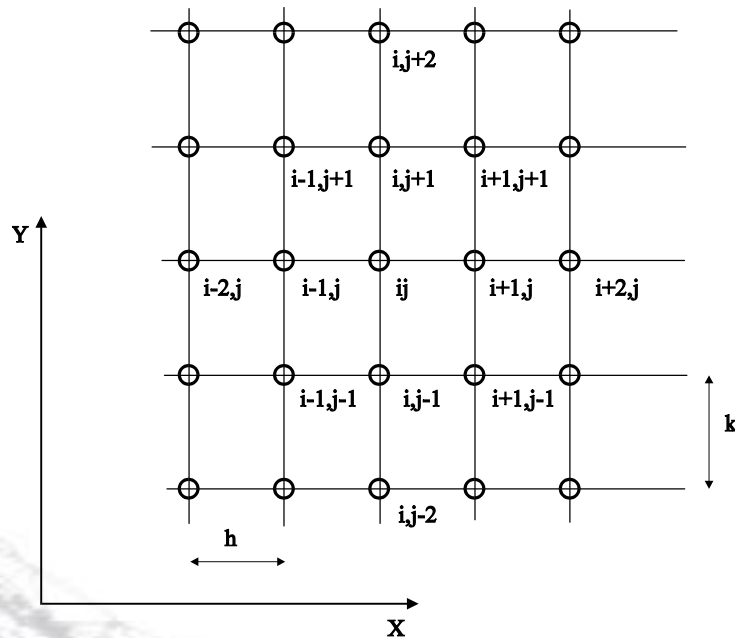 i,j+2
i-1,j+1 i,j+1 i+1,j+1
Y
i-2,j i-1,j ij i+1,j i+2,j
i-1,j-1 i,j-1 i+1,j-1
k
i,j-2
h
X